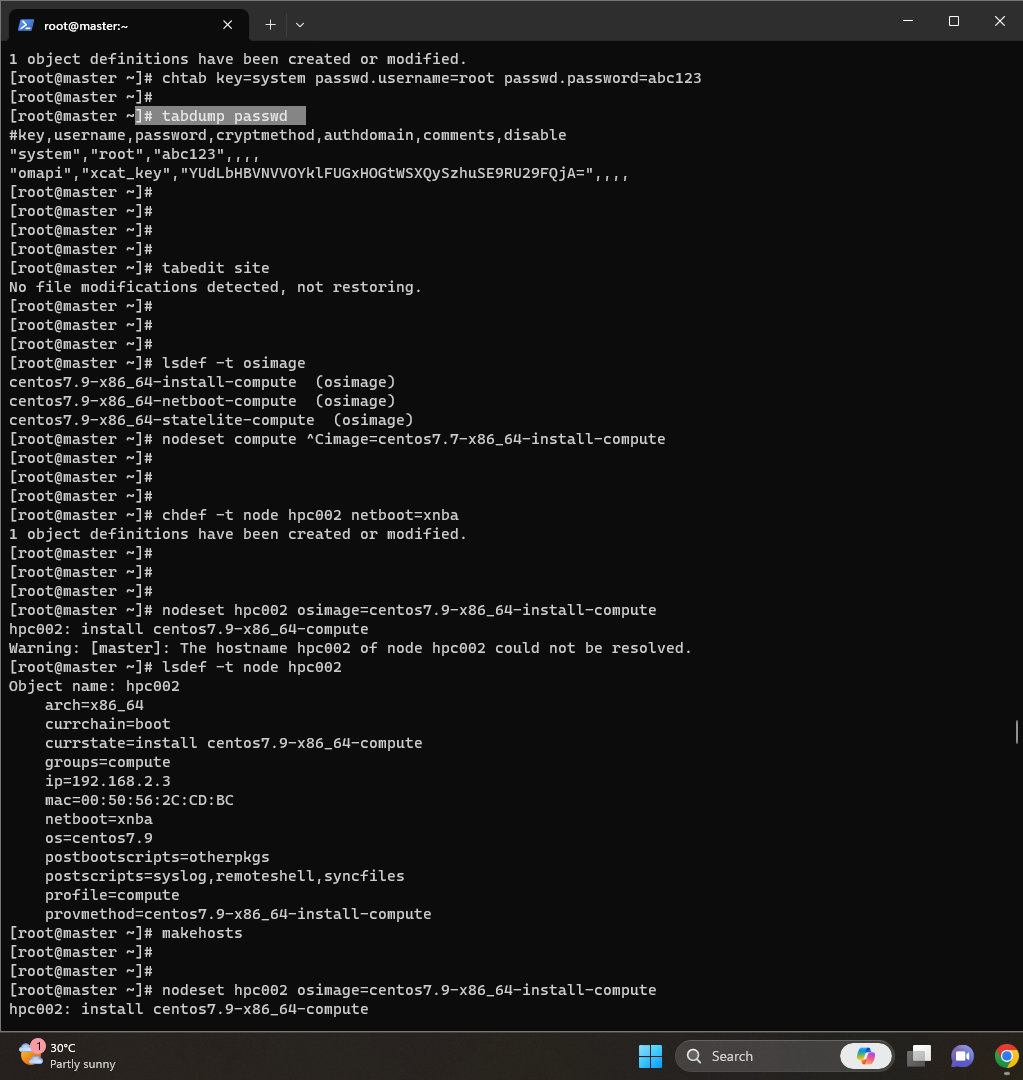 root@master:~
1 object definitions have been created or modified.
[root@master ~]# chtab key=system passwd.username=root passwd.password=abc123
[root@master ~]#
[root@master ~]# tabdump passwd
#key,username,password,cryptmethod,authdomain,comments,disable
"system","root","abc123",,,,
"omapi","xcat_key","YUdLbHBVNVVOYklFUGxHOGtWSXQySzhuSE9RU29FQjA=",,,,
[root@master ~]#
[root@master ~]#
[root@master ~]#
[root@master ~]#
[root@master ~]# tabedit site
No file modifications detected, not restoring.
[root@master ~]#
[root@master ~]#
[root@master ~]#
[root@master ~]# lsdef -t osimage
centos7.9-x86_64-install-compute  (osimage)
centos7.9-x86_64-netboot-compute  (osimage)
centos7.9-x86_64-statelite-compute  (osimage)
[root@master ~]# nodeset compute ^Cimage=centos7.7-x86_64-install-compute
[root@master ~]#
[root@master ~]#
[root@master ~]#
[root@master ~]# chdef -t node hpc002 netboot=xnba
1 object definitions have been created or modified.
[root@master ~]#
[root@master ~]#
[root@master ~]#
[root@master ~]# nodeset hpc002 osimage=centos7.9-x86_64-install-compute
hpc002: install centos7.9-x86_64-compute
Warning: [master]: The hostname hpc002 of node hpc002 could not be resolved.
[root@master ~]# lsdef -t node hpc002
Object name: hpc002
    arch=x86_64
    currchain=boot
    currstate=install centos7.9-x86_64-compute
    groups=compute
    ip=192.168.2.3
    mac=00:50:56:2C:CD:BC
    netboot=xnba
    os=centos7.9
    postbootscripts=otherpkgs
    postscripts=syslog,remoteshell,syncfiles
    profile=compute
    provmethod=centos7.9-x86_64-install-compute
[root@master ~]# makehosts
[root@master ~]#
[root@master ~]#
[root@master ~]# nodeset hpc002 osimage=centos7.9-x86_64-install-compute
hpc002: install centos7.9-x86_64-compute
1
30°C
Partly sunny
Search